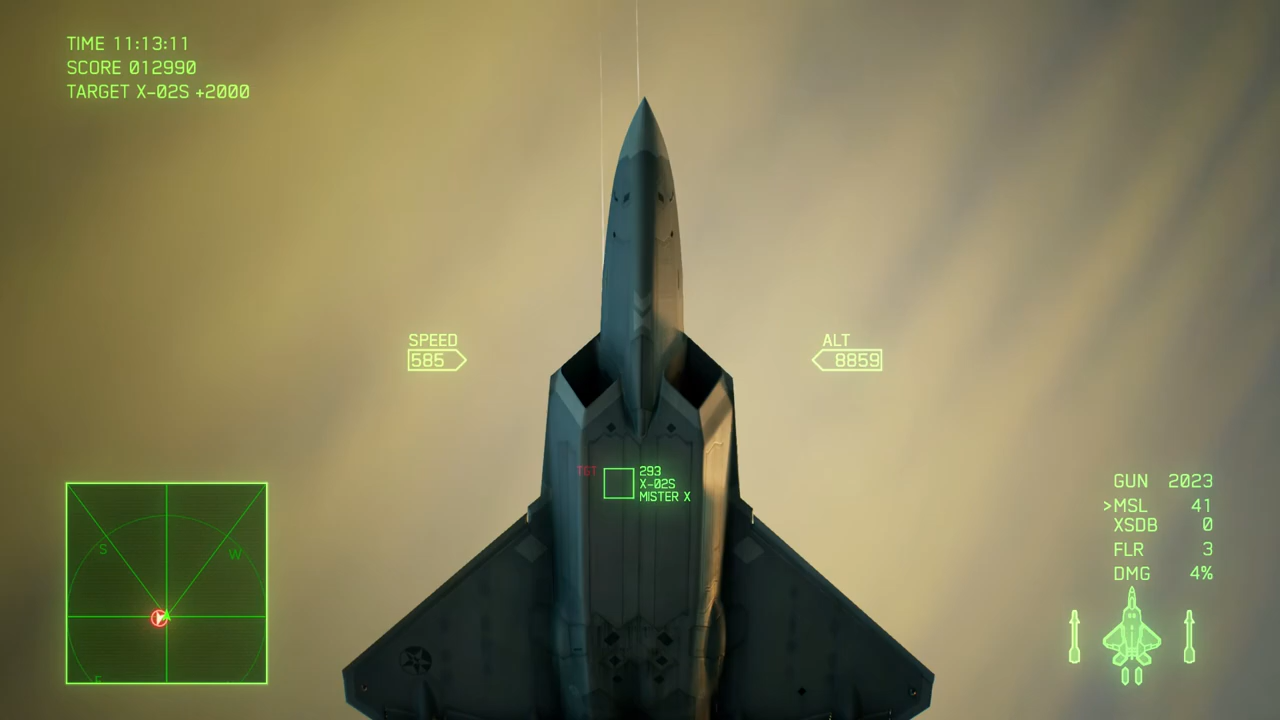 TIME 11:13:11
SCORE 012990
TARGET X-02S +2000
SPEED
585
ALT
8859
TGT
293
X-02S
MISTER X
S
W
E
GUN 2023
>MSL 41
XSDB 0
FLR 3
DMG 4%